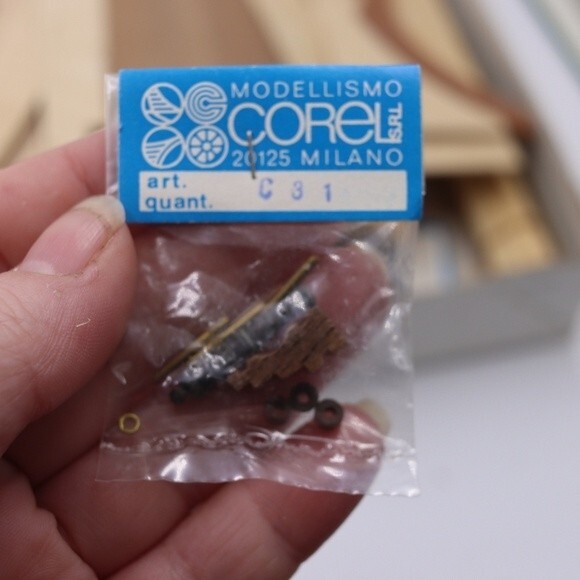 MODELLISMO
COREL S.R.L.
20125 MILANO
art. C 31
quant.